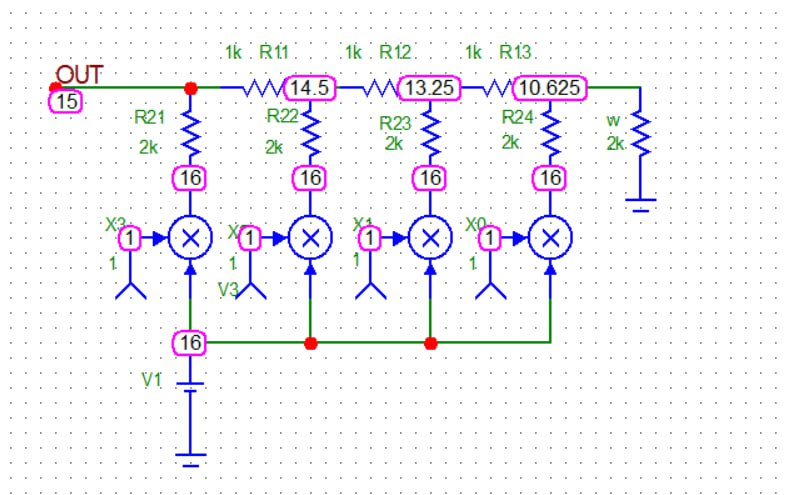 1k R11 1k R12 1k R13
OUT
15 14.5 13.25 10.625
R21 R22 R23 R24 w
2k 2k 2k 2k 2k
16 16 16 16
X3 1 1 X1 1 X0 1
1 1 1 1
V3
16
V1